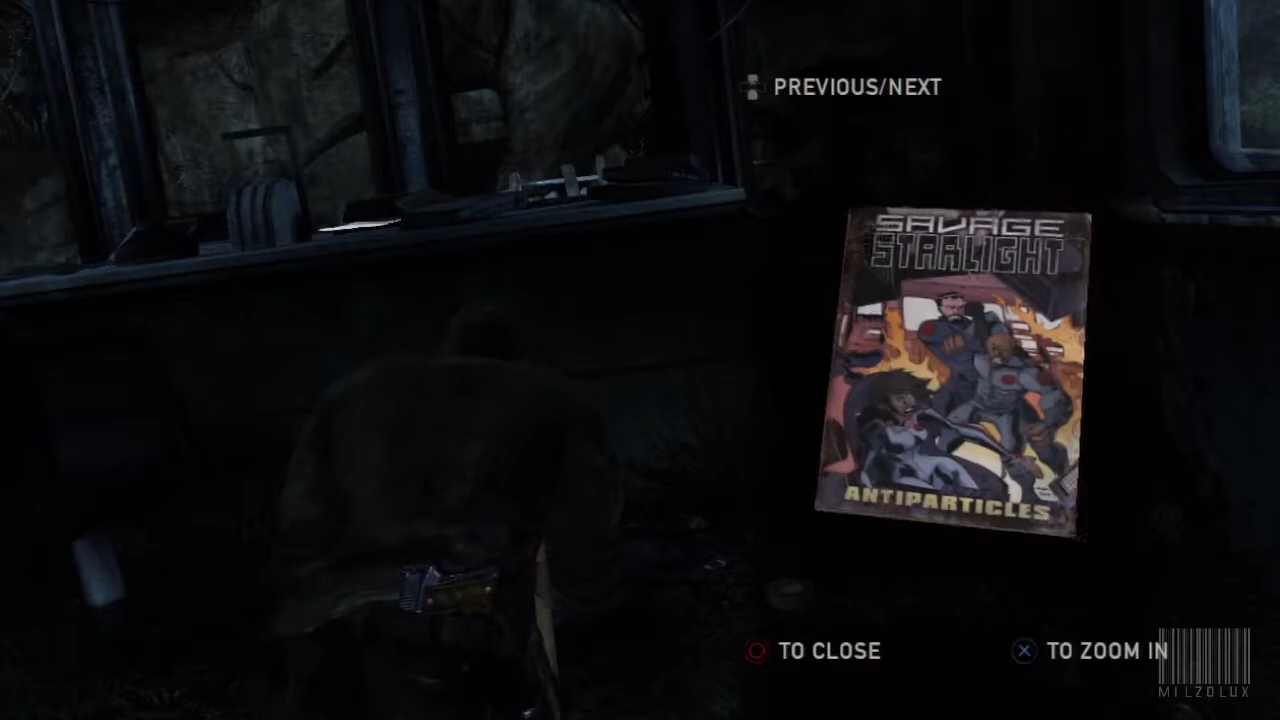 PREVIOUS/NEXT
SAVAGE
STARLIGHT
ANTIPARTICLES
TO CLOSE
TO ZOOM IN
MILZOLUX